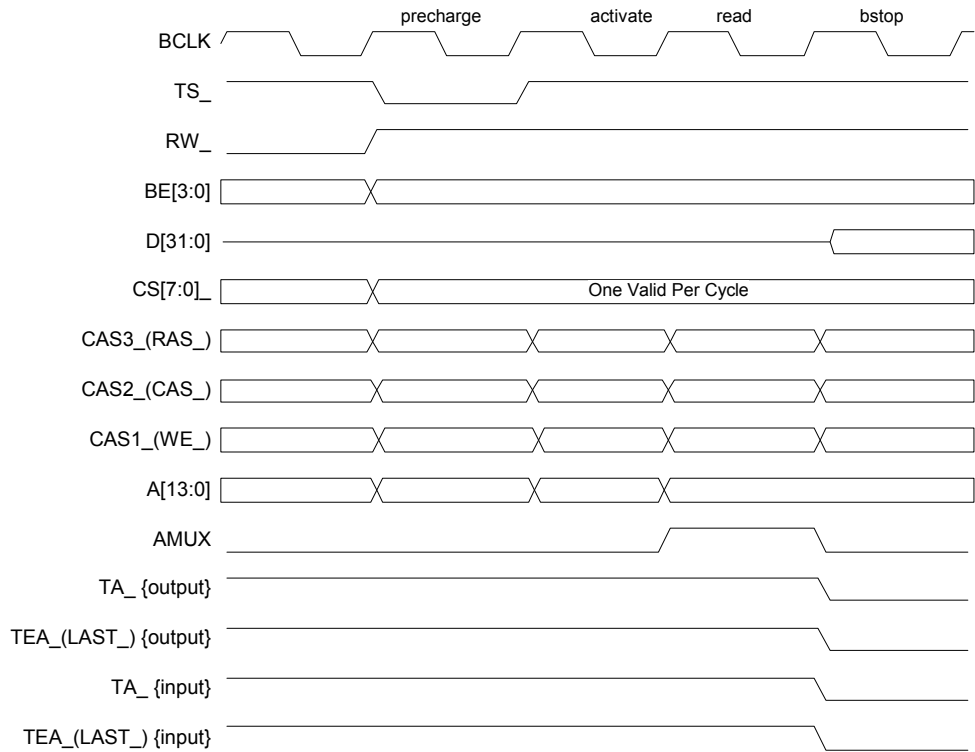 precharge activate read bstop
BCLK
TS_
RW_
BE[3:0]
D[31:0]
CS[7:0]_ One Valid Per Cycle
CAS3_(RAS_)
CAS2_(CAS_)
CAS1_(WE_)
A[13:0]
AMUX
TA_ {output}
TEA_(LAST_) {output}
TA_ {input}
TEA_(LAST_) {input}